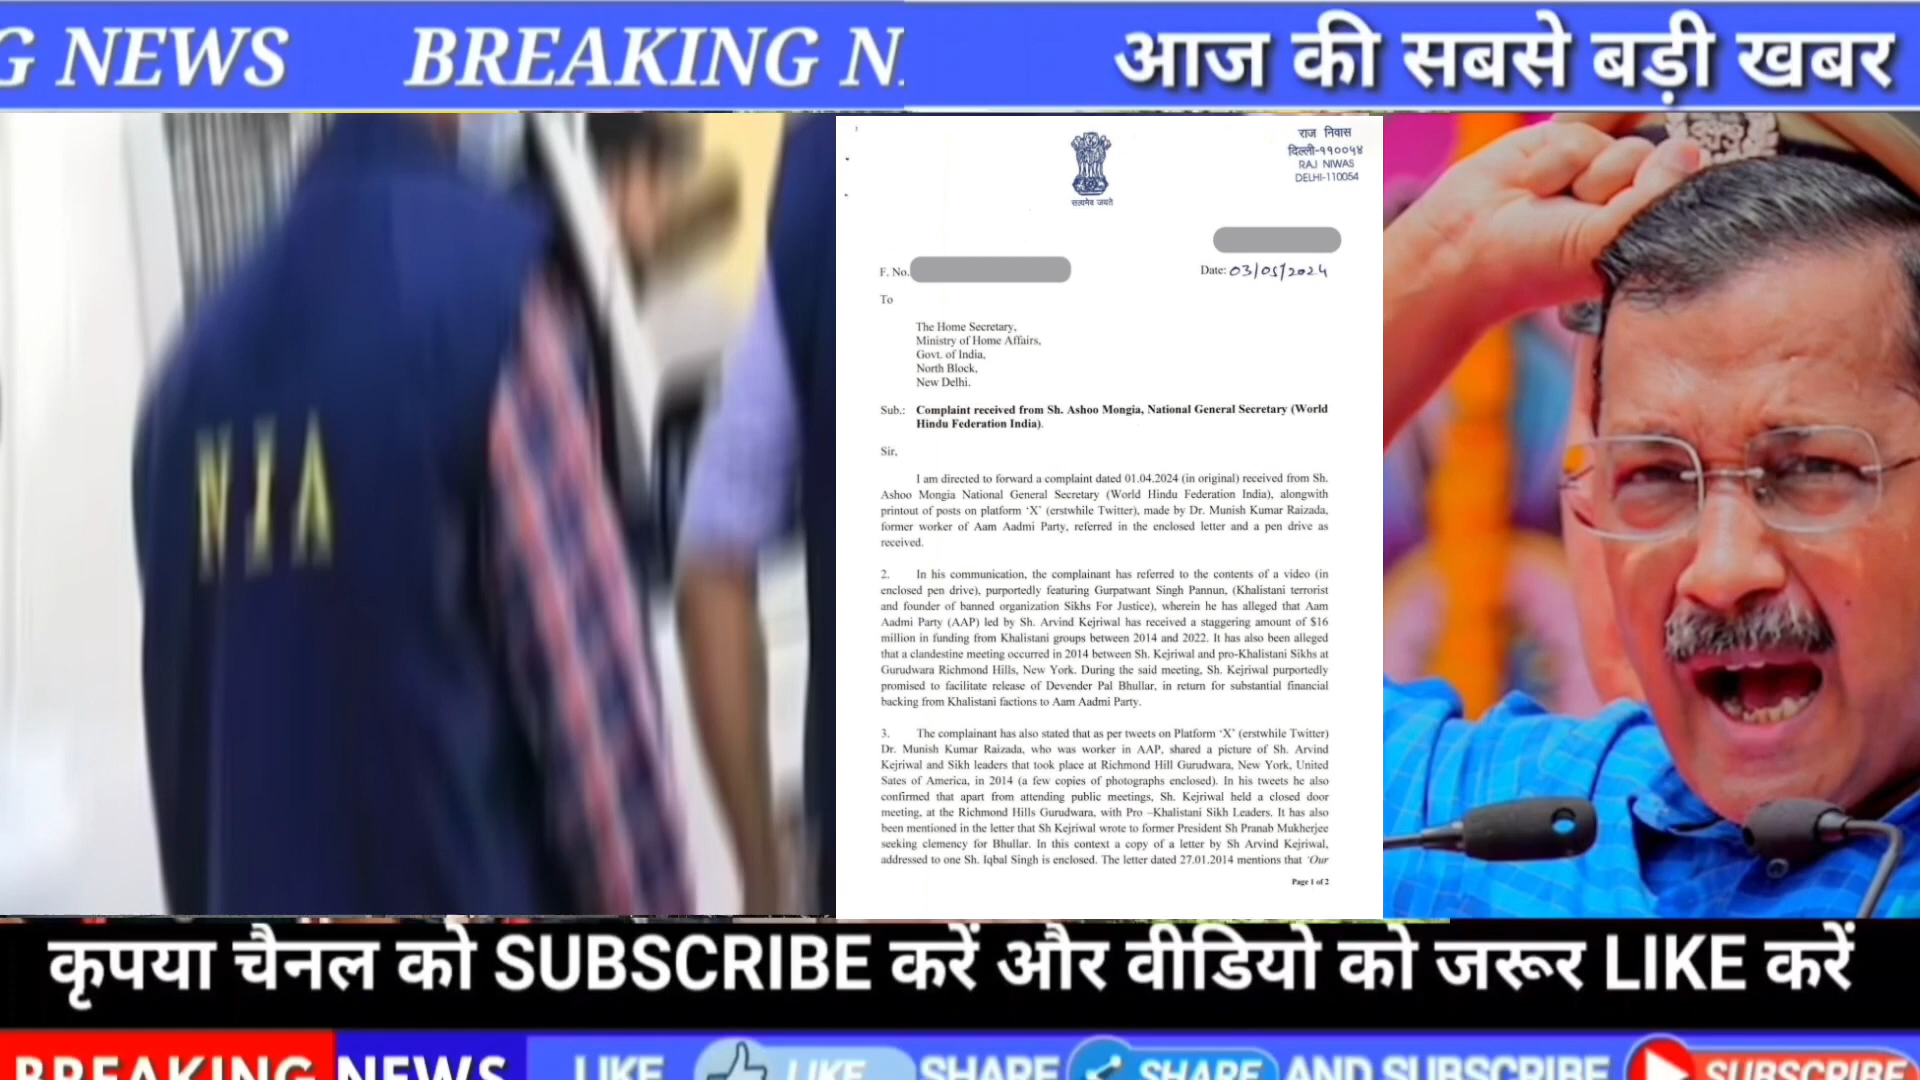 G NEWS BREAKING N
आज की सबसे बड़ी खबर
NIA
सत्यमेव जयते
राज निवास
दिल्ली-११००५४
RAJ NIWAS
DELHI-110054
F. No.
Date: 03/05/2024
To
The Home Secretary,
Ministry of Home Affairs,
Govt. of India,
North Block,
New Delhi.
Sub.: Complaint received from Sh. Ashoo Mongia, National General Secretary (World
Hindu Federation India).
Sir,
I am directed to forward a complaint dated 01.04.2024 (in original) received from Sh.
Ashoo Mongia National General Secretary (World Hindu Federation India), alongwith
printout of posts on platform ‘X’ (erstwhile Twitter), made by Dr. Munish Kumar Raizada,
former worker of Aam Aadmi Party, referred in the enclosed letter and a pen drive as
received.
2. In his communication, the complainant has referred to the contents of a video (in
enclosed pen drive), purportedly featuring Gurpatwant Singh Pannun, (Khalistani terrorist
and founder of banned organization Sikhs For Justice), wherein he has alleged that Aam
Aadmi Party (AAP) led by Sh. Arvind Kejriwal has received a staggering amount of $16
million in funding from Khalistani groups between 2014 and 2022. It has also been alleged
that a clandestine meeting occurred in 2014 between Sh. Kejriwal and pro-Khalistani Sikhs at
Gurudwara Richmond Hills, New York. During the said meeting, Sh. Kejriwal purportedly
promised to facilitate release of Devender Pal Bhullar, in return for substantial financial
backing from Khalistani factions to Aam Aadmi Party.
3. The complainant has also stated that as per tweets on Platform ‘X’ (erstwhile Twitter)
Dr. Munish Kumar Raizada, who was worker in AAP, shared a picture of Sh. Arvind
Kejriwal and Sikh leaders that took place at Richmond Hill Gurudwara, New York, United
Sates of America, in 2014 (a few copies of photographs enclosed). In his tweets he also
confirmed that apart from attending public meetings, Sh. Kejriwal held a closed door
meeting, at the Richmond Hills Gurudwara, with Pro –Khalistani Sikh Leaders. It has also
been mentioned in the letter that Sh Kejriwal wrote to former President Sh Pranab Mukherjee
seeking clemency for Bhullar. In this context a copy of a letter by Sh Arvind Kejriwal,
addressed to one Sh. Iqbal Singh is enclosed. The letter dated 27.01.2014 mentions that ‘Our
Page 1 of 2
कृपया चैनल को SUBSCRIBE करें और वीडियो को जरूर LIKE करें
BREAKING NEWS LIKE LIKE SHARE SHARE AND SUBSCRIBE SUBSCRIBE